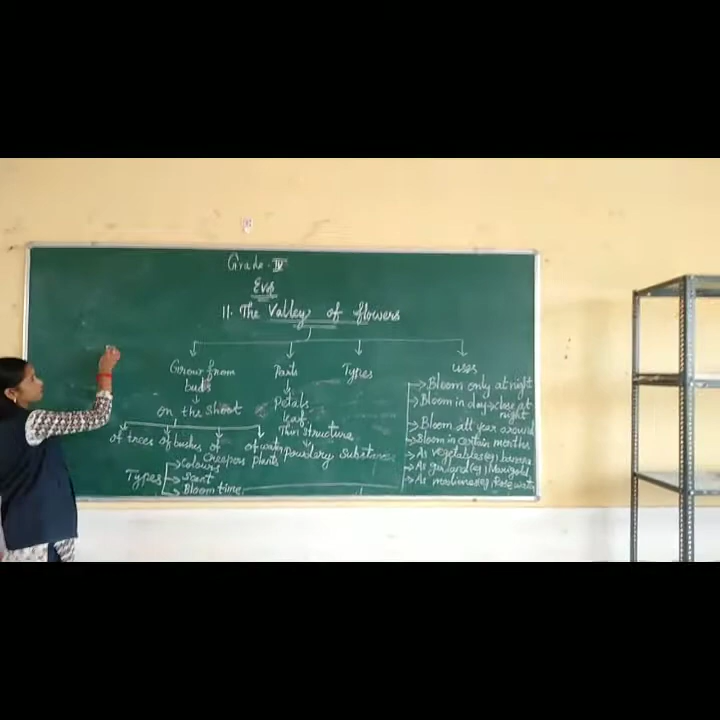 Grade - IV
EVS
11. The Valley of flowers
Grow from buds
on the shoot
of trees of bushes of creepers of water plants
Types
Colours
Scent
Bloom time
Parts
Petals
leaf
Thin structure
Powdery substance
Types
uses
Bloom only at night
Bloom in day & close at night
Bloom all year around
Bloom in certain months
As vegetables(eg) banana
As garland(eg) Marigold
As medicines(eg) Rose water